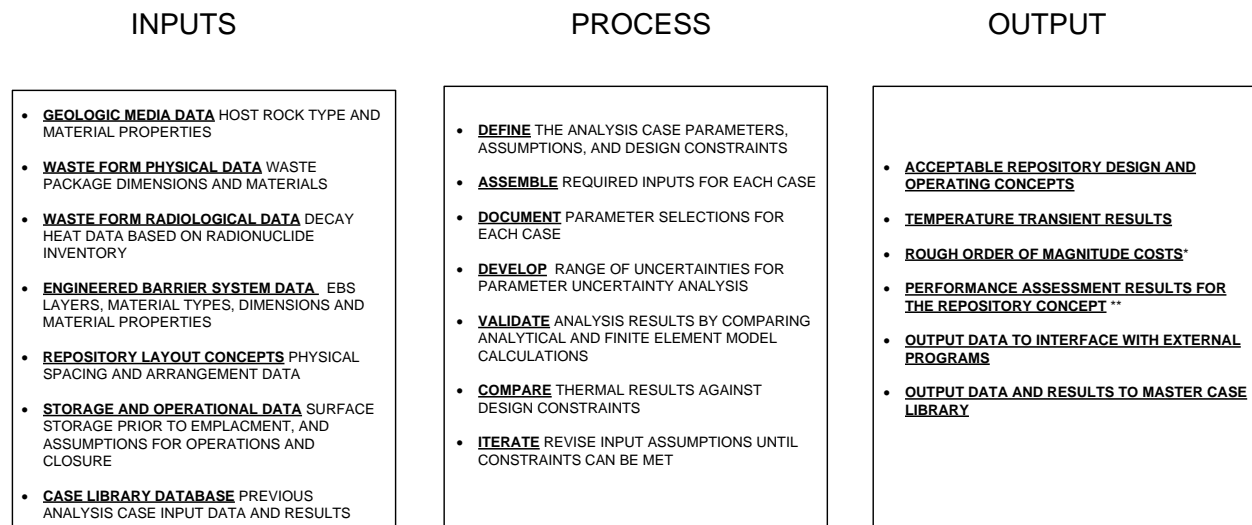 INPUTS
• GEOLOGIC MEDIA DATA HOST ROCK TYPE AND
MATERIAL PROPERTIES
• WASTE FORM PHYSICAL DATA WASTE
PACKAGE DIMENSIONS AND MATERIALS
• WASTE FORM RADIOLOGICAL DATA DECAY
HEAT DATA BASED ON RADIONUCLIDE
INVENTORY
• ENGINEERED BARRIER SYSTEM DATA EBS
LAYERS, MATERIAL TYPES, DIMENSIONS AND
MATERIAL PROPERTIES
• REPOSITORY LAYOUT CONCEPTS PHYSICAL
SPACING AND ARRANGEMENT DATA
• STORAGE AND OPERATIONAL DATA SURFACE
STORAGE PRIOR TO EMPLACMENT, AND
ASSUMPTIONS FOR OPERATIONS AND
CLOSURE
• CASE LIBRARY DATABASE PREVIOUS
ANALYSIS CASE INPUT DATA AND RESULTS
PROCESS
• DEFINE THE ANALYSIS CASE PARAMETERS,
ASSUMPTIONS, AND DESIGN CONSTRAINTS
• ASSEMBLE REQUIRED INPUTS FOR EACH CASE
• DOCUMENT PARAMETER SELECTIONS FOR
EACH CASE
• DEVELOP RANGE OF UNCERTAINTIES FOR
PARAMETER UNCERTAINTY ANALYSIS
• VALIDATE ANALYSIS RESULTS BY COMPARING
ANALYTICAL AND FINITE ELEMENT MODEL
CALCULATIONS
• COMPARE THERMAL RESULTS AGAINST
DESIGN CONSTRAINTS
• ITERATE REVISE INPUT ASSUMPTIONS UNTIL
CONSTRAINTS CAN BE MET
OUTPUT
• ACCEPTABLE REPOSITORY DESIGN AND
OPERATING CONCEPTS
• TEMPERATURE TRANSIENT RESULTS
• ROUGH ORDER OF MAGNITUDE COSTS*
• PERFORMANCE ASSESSMENT RESULTS FOR
THE REPOSITORY CONCEPT **
• OUTPUT DATA TO INTERFACE WITH EXTERNAL
PROGRAMS
• OUTPUT DATA AND RESULTS TO MASTER CASE
LIBRARY